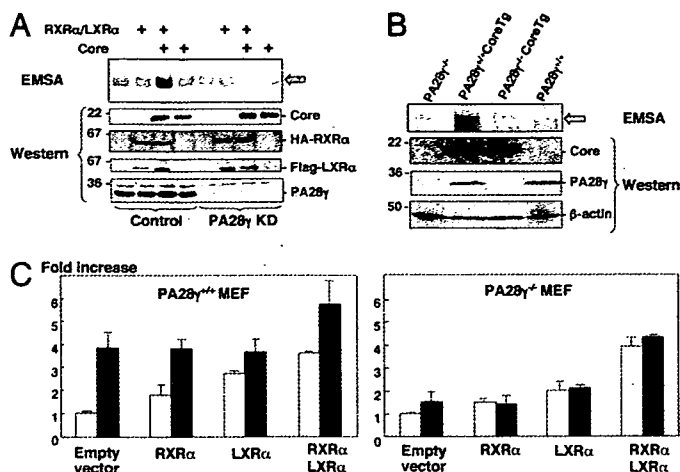 A
RXRα/LXRα + + + +
Core + + + +
EMSA
22 Core
67 HA-RXRα
Western
67 Flag-LXRα
36 PA28γ
Control PA28γ KD
B
PA28γ-/-
PA28γ+/+CoreTg
PA28γ-/-CoreTg
PA28γ+/+
EMSA
22 Core
36 PA28γ
Western
50 β-actin
C
Fold increase
PA28γ+/+ MEF
6
5
4
3
2
1
0
Empty vector
RXRα
LXRα
RXRα LXRα
PA28γ-/- MEF
6
5
4
3
2
1
0
Empty vector
RXRα
LXRα
RXRα LXRα